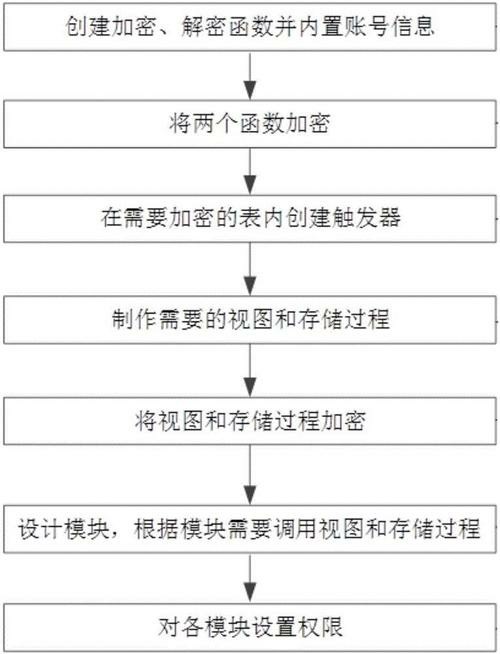 创建加密、解密函数并内置账号信息
将两个函数加密
在需要加密的表内创建触发器
制作需要的视图和存储过程
将视图和存储过程加密
设计模块，根据模块需要调用视图和存储过程
对各模块设置权限